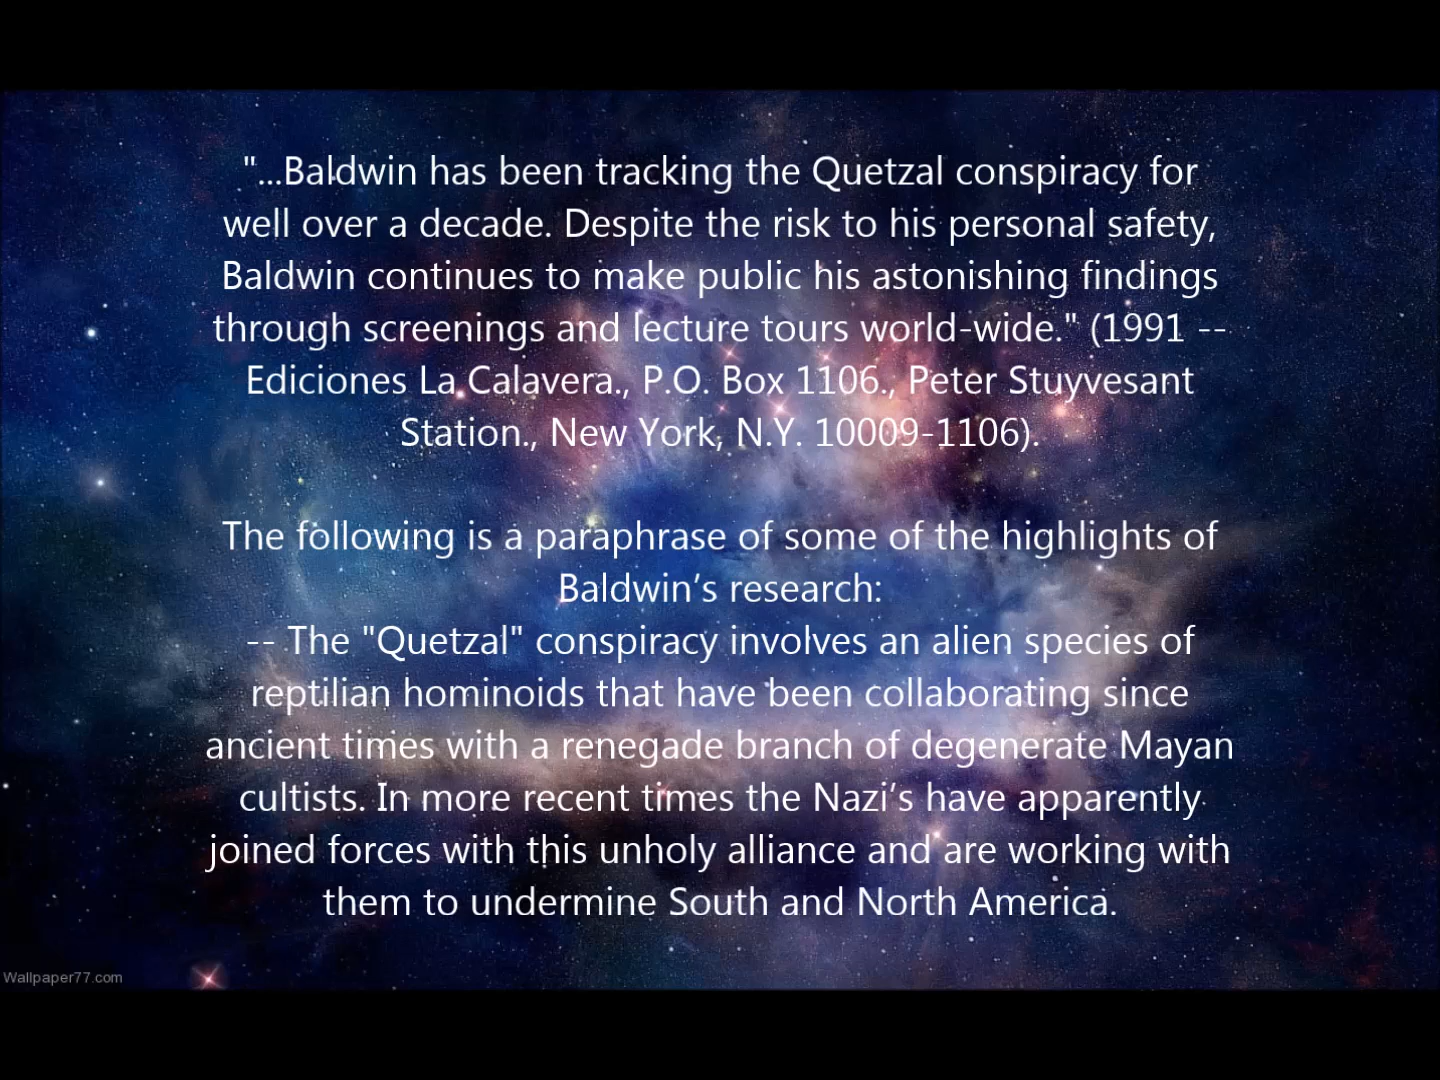 "...Baldwin has been tracking the Quetzal conspiracy for
well over a decade. Despite the risk to his personal safety,
Baldwin continues to make public his astonishing findings
through screenings and lecture tours world-wide." (1991 --
Ediciones La Calavera., P.O. Box 1106., Peter Stuyvesant
Station., New York, N.Y. 10009-1106).
The following is a paraphrase of some of the highlights of
Baldwin’s research:
-- The "Quetzal" conspiracy involves an alien species of
reptilian hominoids that have been collaborating since
ancient times with a renegade branch of degenerate Mayan
cultists. In more recent times the Nazi’s have apparently
joined forces with this unholy alliance and are working with
them to undermine South and North America.
Wallpaper77.com